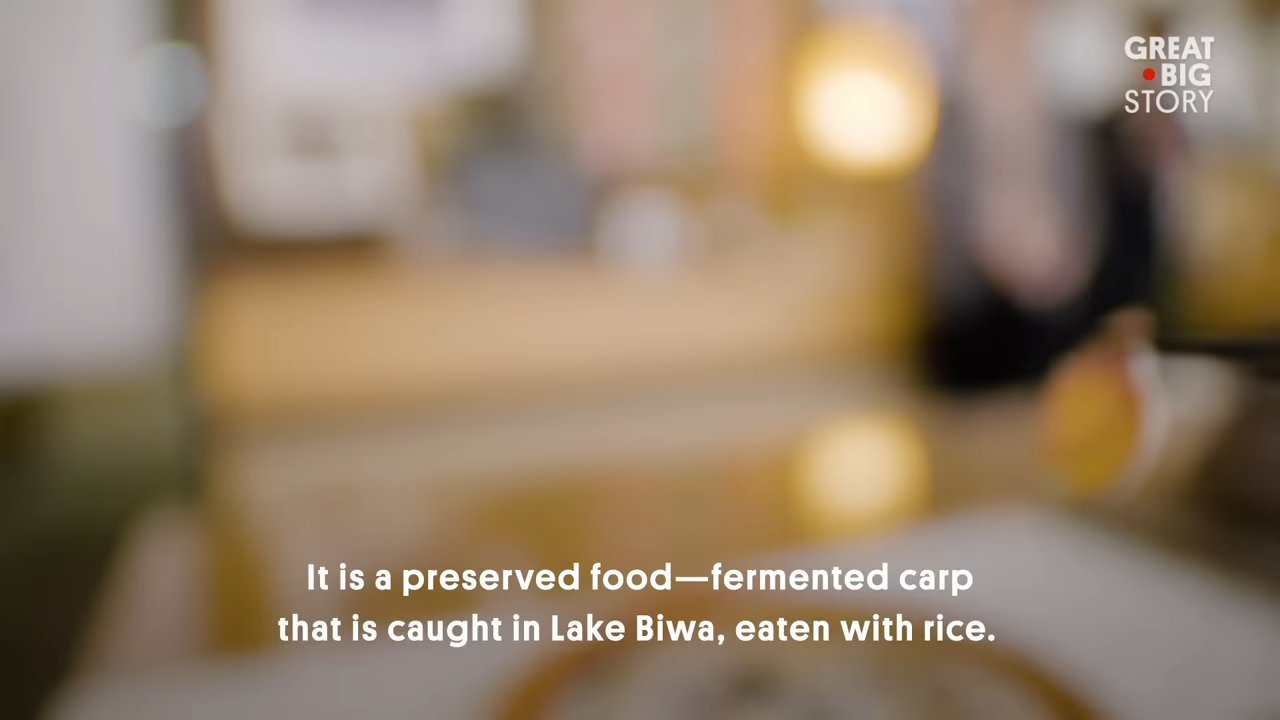 GREAT
BIG
STORY
It is a preserved food—fermented carp
that is caught in Lake Biwa, eaten with rice.